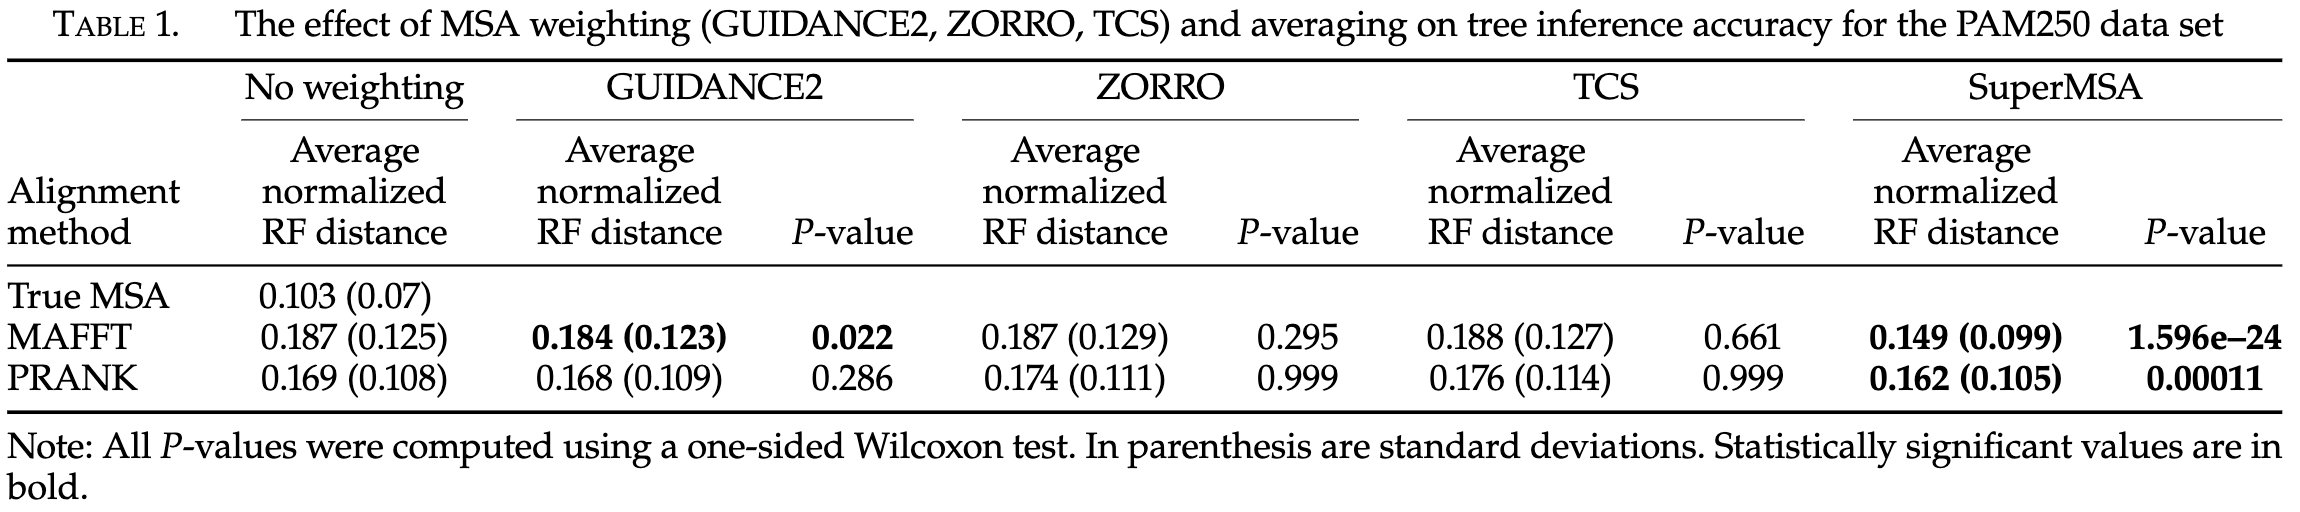 TABLE 1. The effect of MSA weighting (GUIDANCE2, ZORRO, TCS) and averaging on tree inference accuracy for the PAM250 data set
No weighting GUIDANCE2 ZORRO TCS SuperMSA
Average Average Average Average Average
Alignment normalized normalized normalized normalized normalized
method RF distance RF distance P-value RF distance P-value RF distance P-value RF distance P-value
True MSA 0.103 (0.07)
MAFFT 0.187 (0.125) 0.184 (0.123) 0.022 0.187 (0.129) 0.295 0.188 (0.127) 0.661 0.149 (0.099) 1.596e–24
PRANK 0.169 (0.108) 0.168 (0.109) 0.286 0.174 (0.111) 0.999 0.176 (0.114) 0.999 0.162 (0.105) 0.00011
Note: All P-values were computed using a one-sided Wilcoxon test. In parenthesis are standard deviations. Statistically significant values are in
bold.